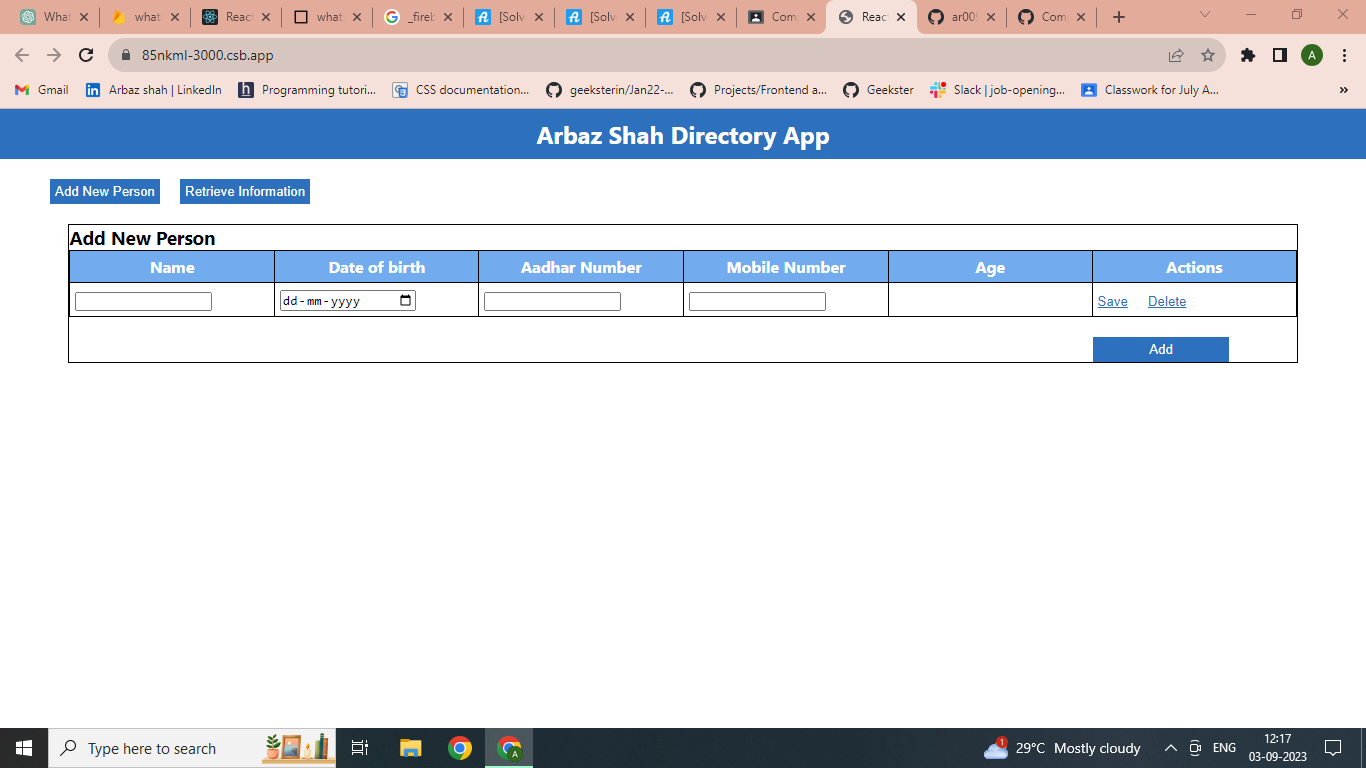 What
what
React
what
_fireb
[Solv
[Solv
[Solv
Com
React
ar005
Com
85nkml-3000.csb.app
A
Gmail
Arbaz shah | LinkedIn
Programming tutori...
CSS documentation...
geeksterin/Jan22-...
Projects/Frontend a...
Geekster
Slack | job-opening...
Classwork for July A...
»
Arbaz Shah Directory App
Add New Person
Retrieve Information
Add New Person
Name Date of birth Aadhar Number Mobile Number Age Actions
dd-mm-yyyy Save Delete
Add
Type here to search
A
1
29°C Mostly cloudy
ENG
12:17
03-09-2023